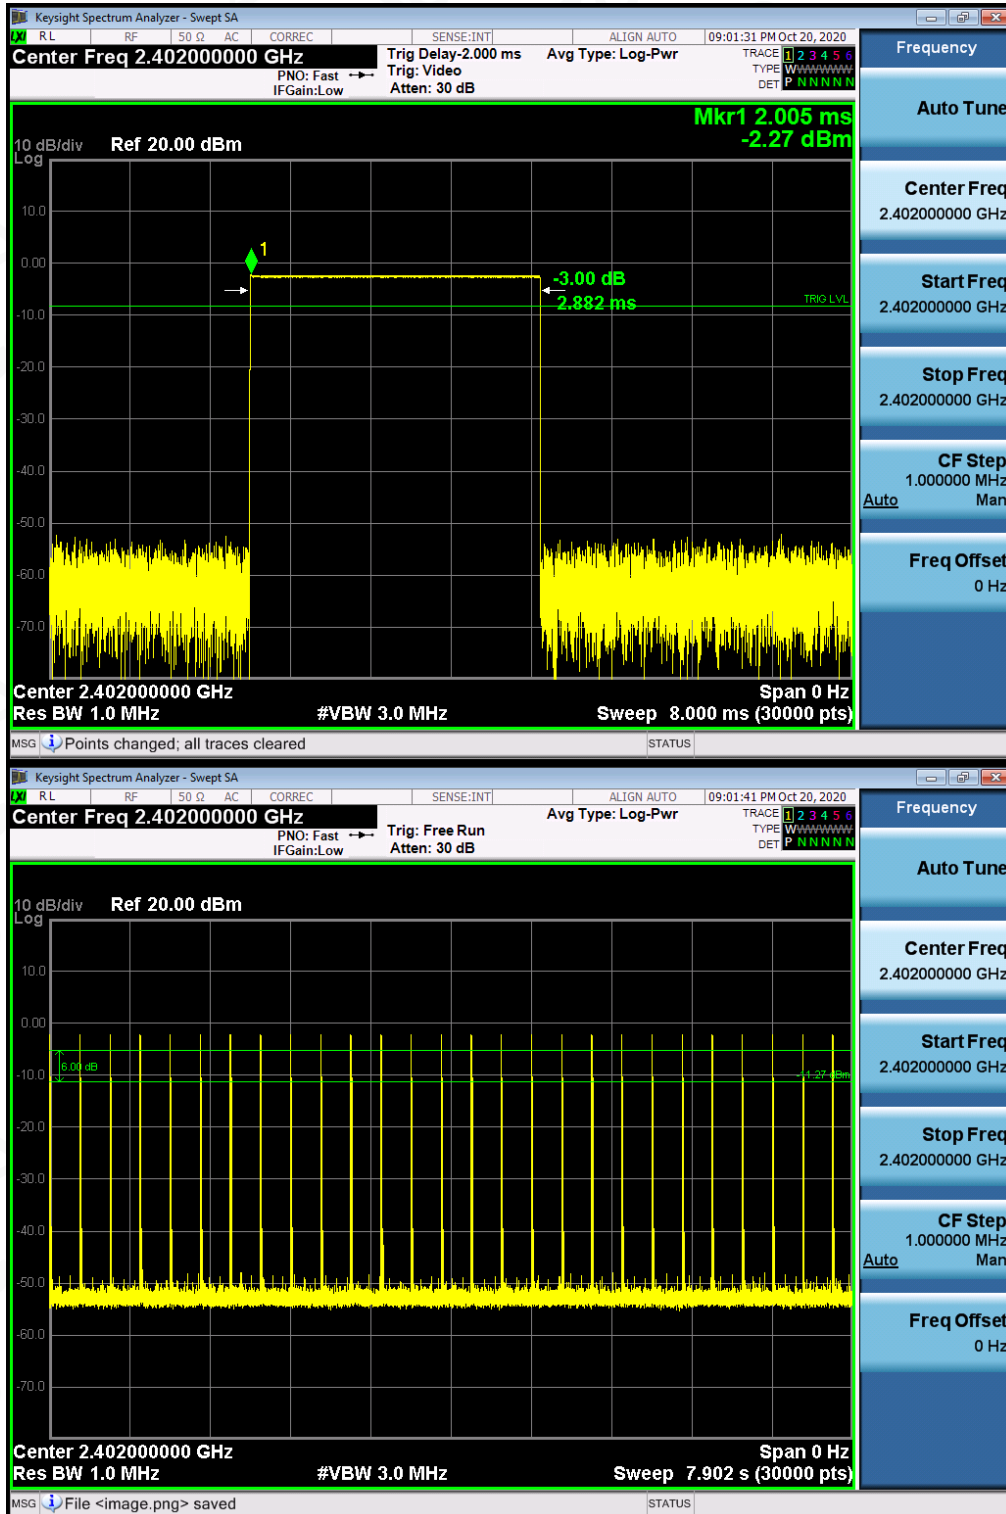 Keysight Spectrum Analyzer - Swept SA
LXI RL RF 50 Ω AC CORREC SENSE:INT ALIGN AUTO 09:01:31 PM Oct 20, 2020
Center Freq 2.402000000 GHz
PNO: Fast
IFGain:Low
Trig Delay-2.000 ms
Trig: Video
Atten: 30 dB
Avg Type: Log-Pwr
TRACE 1 2 3 4 5 6
TYPE WWWWWW
DET P N N N N N
Mkr1 2.005 ms
-2.27 dBm
10 dB/div
Log
Ref 20.00 dBm
10.0
0.00
-10.0
-20.0
-30.0
-40.0
-50.0
-60.0
-70.0
1
-3.00 dB
2.882 ms
TRIG LVL
Center 2.402000000 GHz
Span 0 Hz
Res BW 1.0 MHz
#VBW 3.0 MHz
Sweep 8.000 ms (30000 pts)
MSG Points changed; all traces cleared
STATUS
Frequency
Auto Tune
Center Freq
2.402000000 GHz
Start Freq
2.402000000 GHz
Stop Freq
2.402000000 GHz
CF Step
1.000000 MHz
Auto Man
Freq Offset
0 Hz
Keysight Spectrum Analyzer - Swept SA
LXI RL RF 50 Ω AC CORREC SENSE:INT ALIGN AUTO 09:01:41 PM Oct 20, 2020
Center Freq 2.402000000 GHz
PNO: Fast
IFGain:Low
Trig: Free Run
Atten: 30 dB
Avg Type: Log-Pwr
TRACE 1 2 3 4 5 6
TYPE WWWWWW
DET P N N N N N
10 dB/div
Log
Ref 20.00 dBm
10.0
0.00
-10.0
-20.0
-30.0
-40.0
-50.0
-60.0
-70.0
6.00 dB
-11.27 dBm
Center 2.402000000 GHz
Span 0 Hz
Res BW 1.0 MHz
#VBW 3.0 MHz
Sweep 7.902 s (30000 pts)
MSG File <image.png> saved
STATUS
Frequency
Auto Tune
Center Freq
2.402000000 GHz
Start Freq
2.402000000 GHz
Stop Freq
2.402000000 GHz
CF Step
1.000000 MHz
Auto Man
Freq Offset
0 Hz